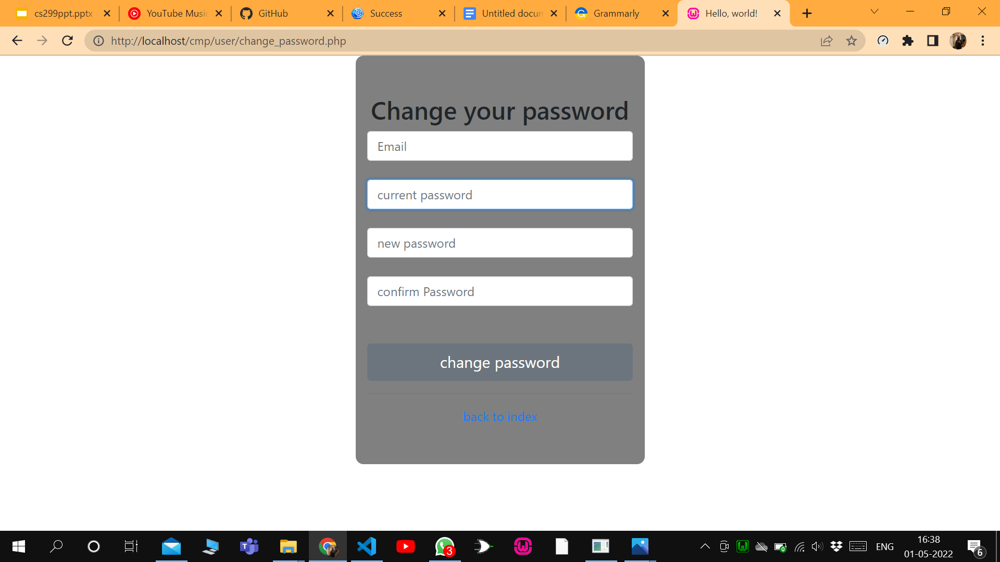 cs299ppt.pptx
YouTube Music
GitHub
Success
Untitled docum
Grammarly
Hello, world!
http://localhost/cmp/user/change_password.php
Change your password
Email
current password
new password
confirm Password
change password
back to index
3
ENG
16:38
01-05-2022
6